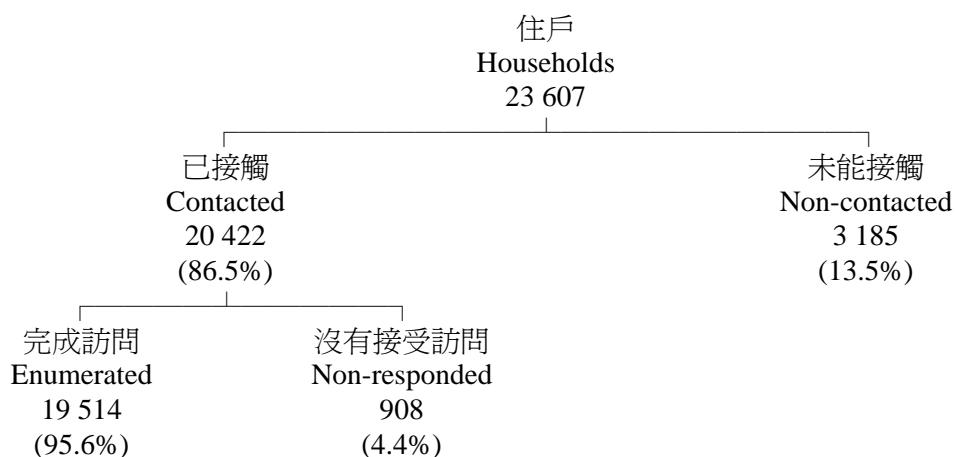 住戶
Households
23 607
已接觸
Contacted
20 422
(86.5%)
未能接觸
Non-contacted
3 185
(13.5%)
完成訪問
Enumerated
19 514
(95.6%)
沒有接受訪問
Non-responded
908
(4.4%)